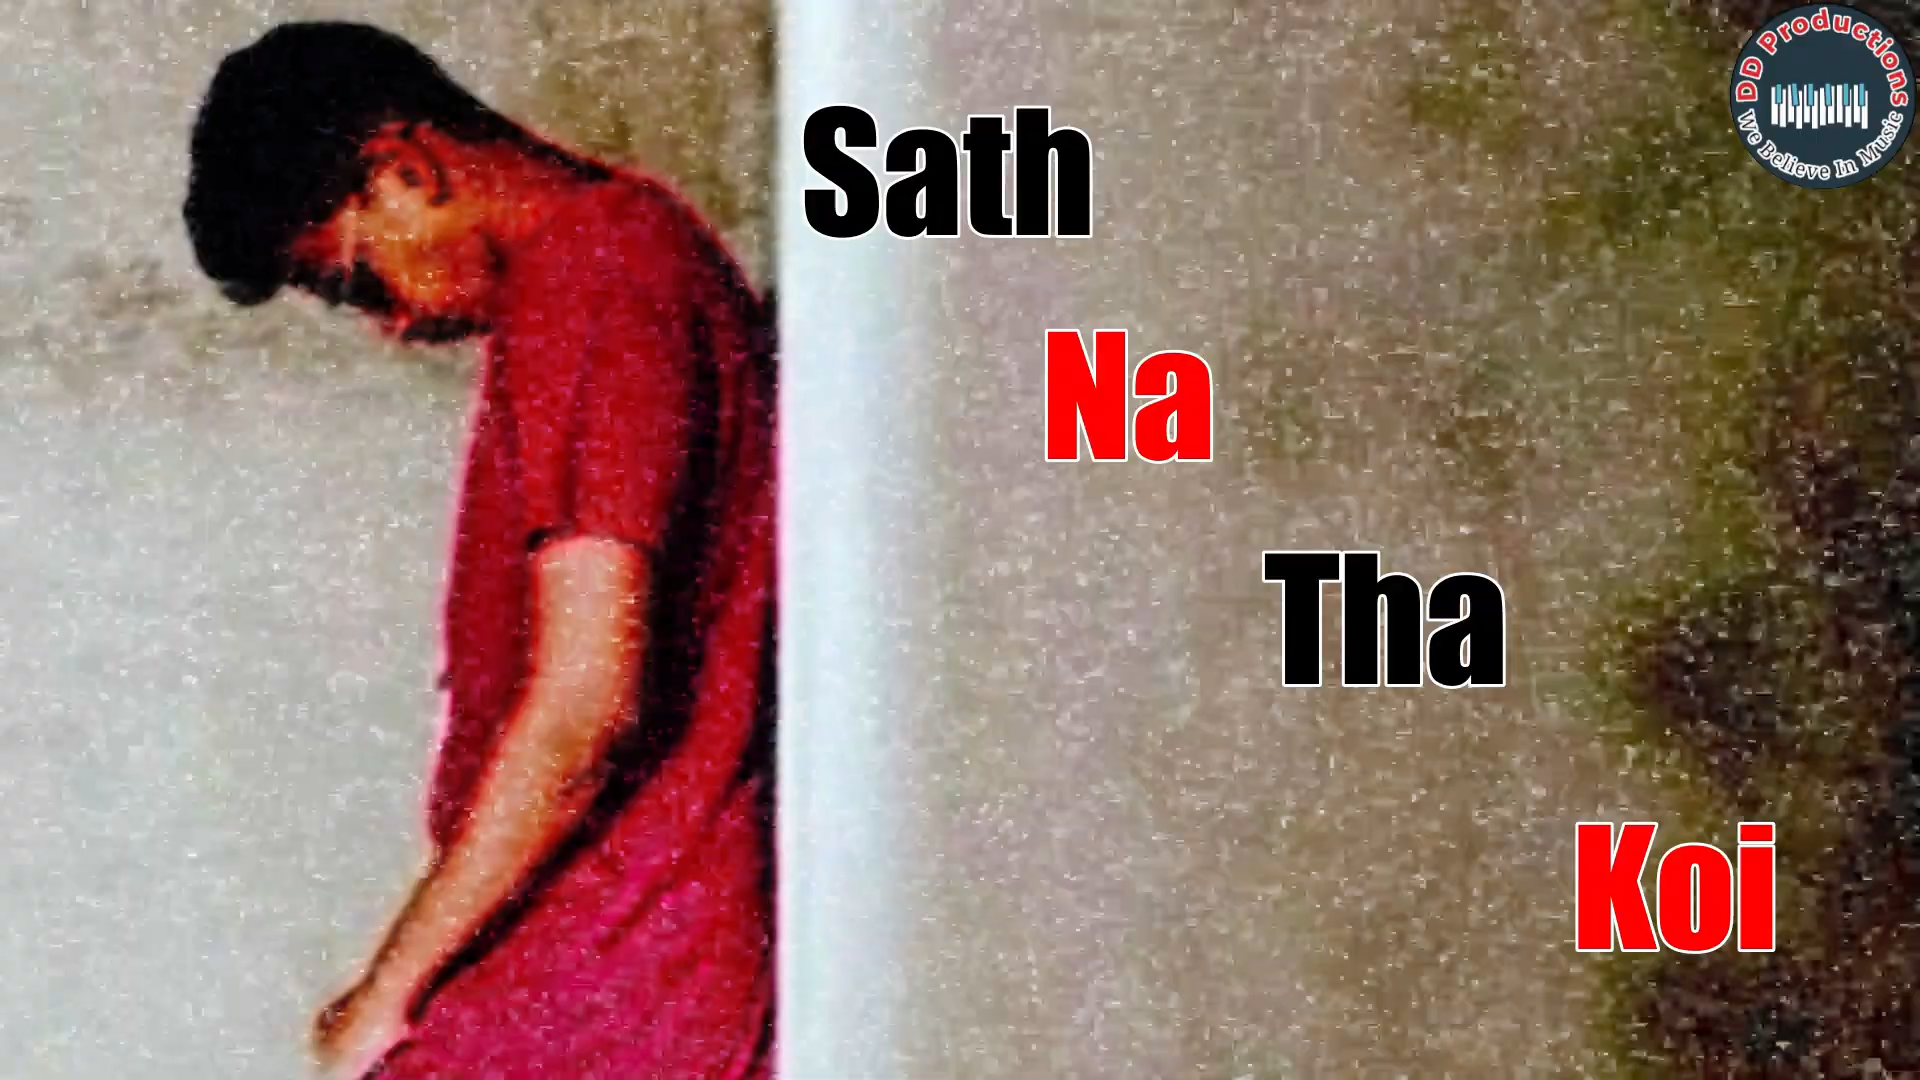 Sath
Na
Tha
Koi
DD Productions
We Believe In Music